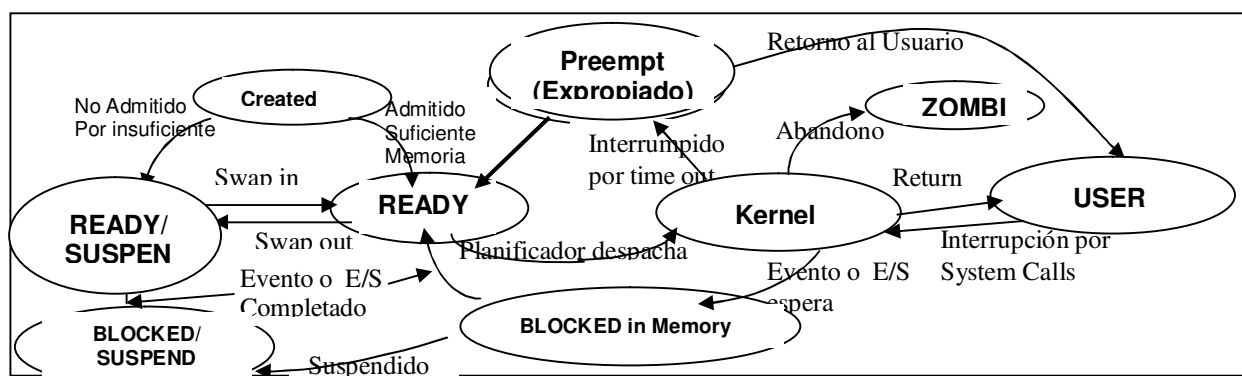 Preempt
(Expropiado)
Retorno al Usuario
Created
ZOMBI
No Admitido
Por insuficiente
Admitido
Suficiente
Memoria
Abandono
Interrumpido
por time out
Swap in
READY
Return
USER
READY/
SUSPEN
Kernel
Swap out
Planificador despacha
Interrupción por
System Calls
Evento o E/S
Completado
Evento o E/S
espera
BLOCKED/
SUSPEND
BLOCKED in Memory
Suspendido